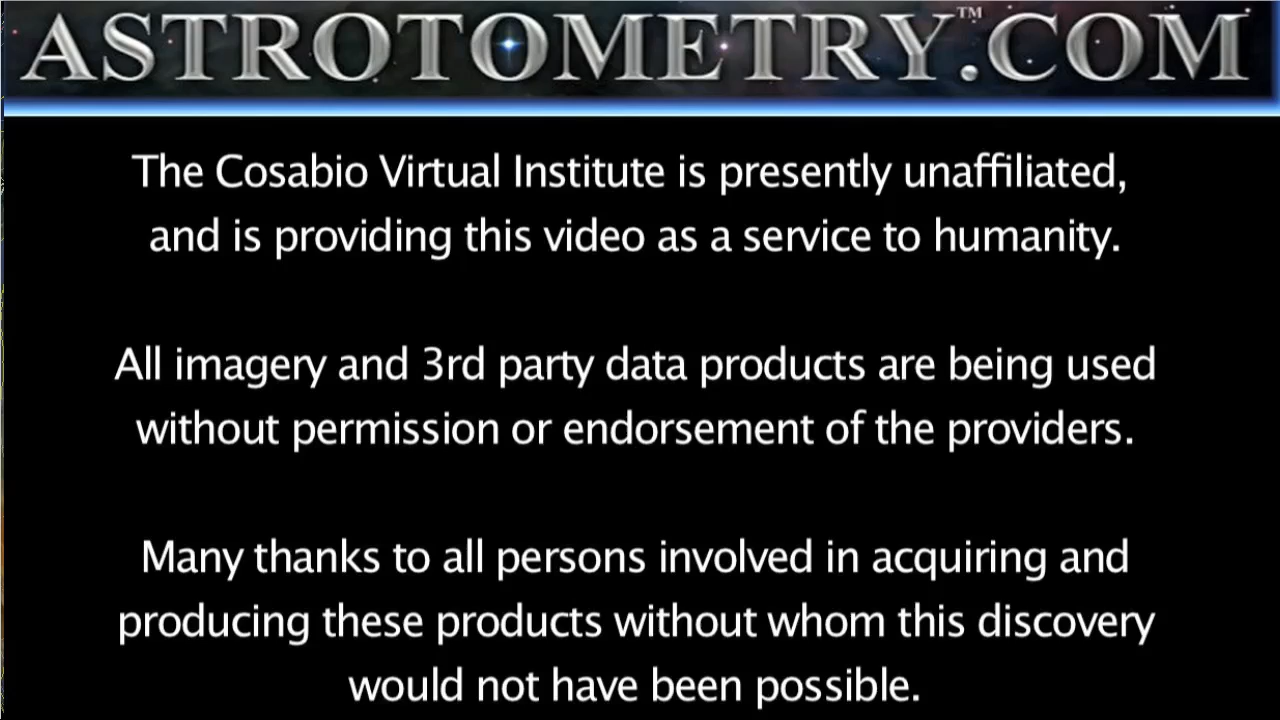 ASTROTOMETRY™.COM
The Cosabio Virtual Institute is presently unaffiliated,
and is providing this video as a service to humanity.
All imagery and 3rd party data products are being used
without permission or endorsement of the providers.
Many thanks to all persons involved in acquiring and
producing these products without whom this discovery
would not have been possible.